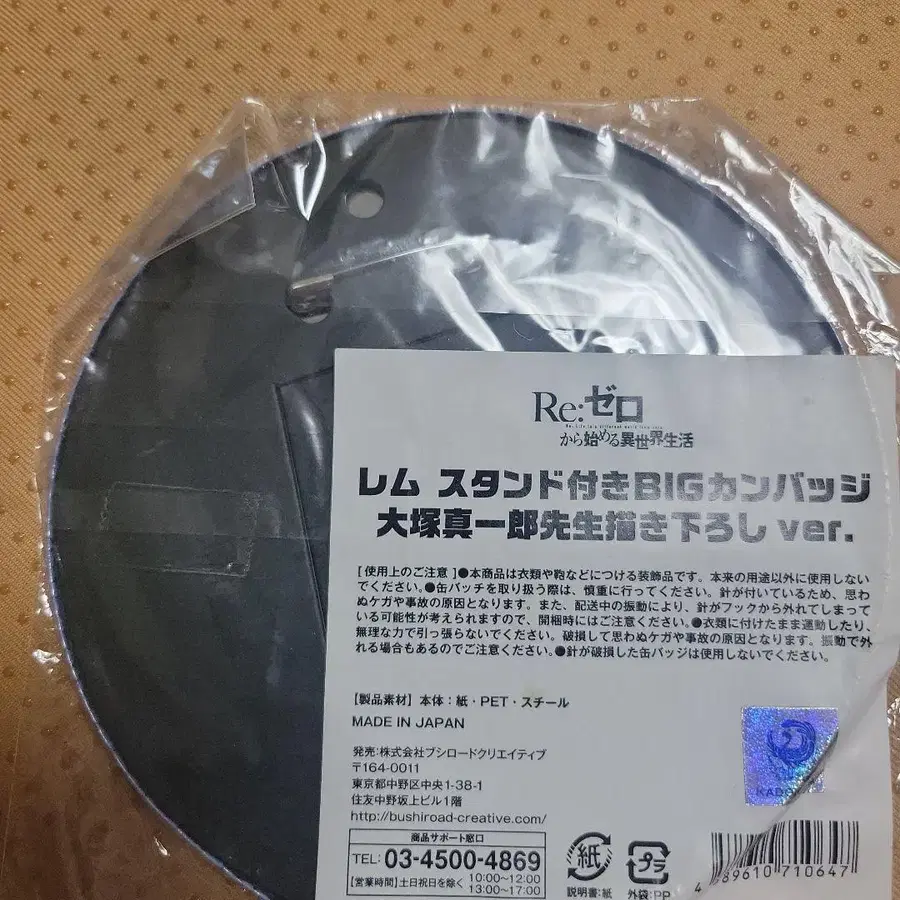 Re:ゼロ
から始める異世界生活
レム スタンド付きBIGカンバッジ
大塚真一郎先生描き下ろし ver.
[ 使用上のご注意 ]●本商品は衣類や鞄などにつける装飾品です。本来の用途以外に使用しない
でください。●缶バッチを取り扱う際は、慎重に行ってください。針が付いているため、思わ
ぬケガや事故の原因となります。また、配送中の振動により、針がフックから外れてしまって
いる可能性が考えられますので、開梱時にはご注意ください。●衣類に付けたまま運動したり、
無理な力で引っ張らないでください。破損して思わぬケガや事故の原因となります。振動で外
れる場合もあるのでご注意ください。●針が破損した缶バッジは使用しないでください。
【製品素材】本体：紙・PET・スチール
MADE IN JAPAN
発売：株式会社ブシロードクリエイティブ
〒164-0011
東京都中野区中央1-38-1
住友中野坂上ビル1階
http://bushiroad-creative.com/
商品サポート窓口
TEL: 03-4500-4869
【営業時間】土日祝日を除く 10:00～12:00
13:00～17:00
紙
説明書：紙
プラ
外袋：PP
4 589610 710647